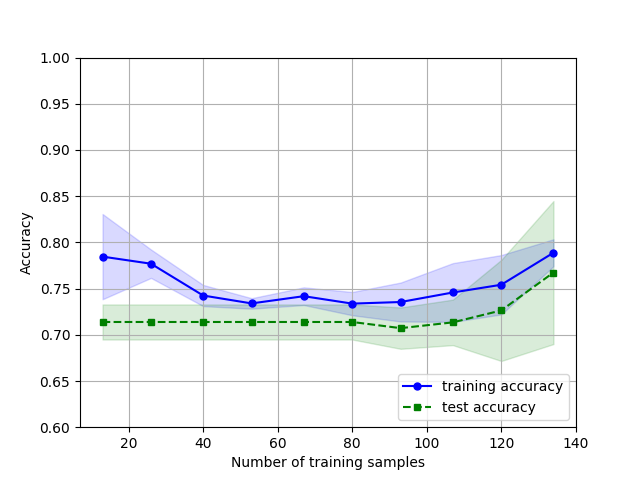 1.00
0.95
0.90
0.85
0.80
0.75
0.70
0.65
0.60
Accuracy
training accuracy
test accuracy
20 40 60 80 100 120 140
Number of training samples